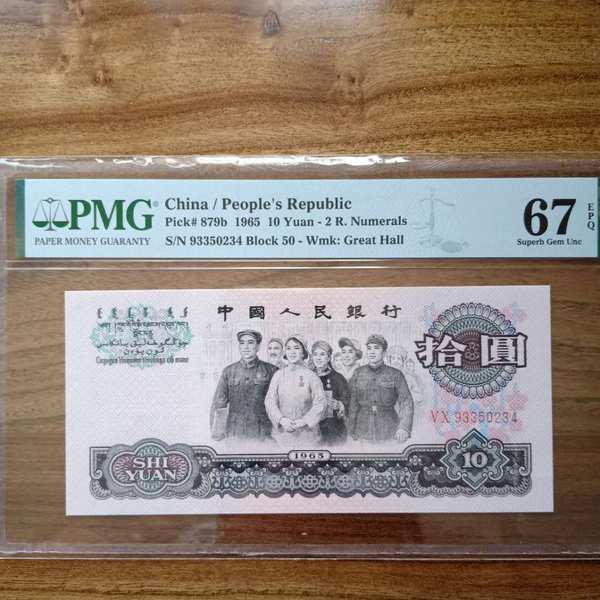 PMG
PAPER MONEY GUARANTY
China / People's Republic
Pick# 879b 1965 10 Yuan - 2 R. Numerals
S/N 93350234 Block 50 - Wmk: Great Hall
67
EPQ
Superb Gem Unc
中國人民銀行
拾圓
VX 93350234
SHI
YUAN
1965
10